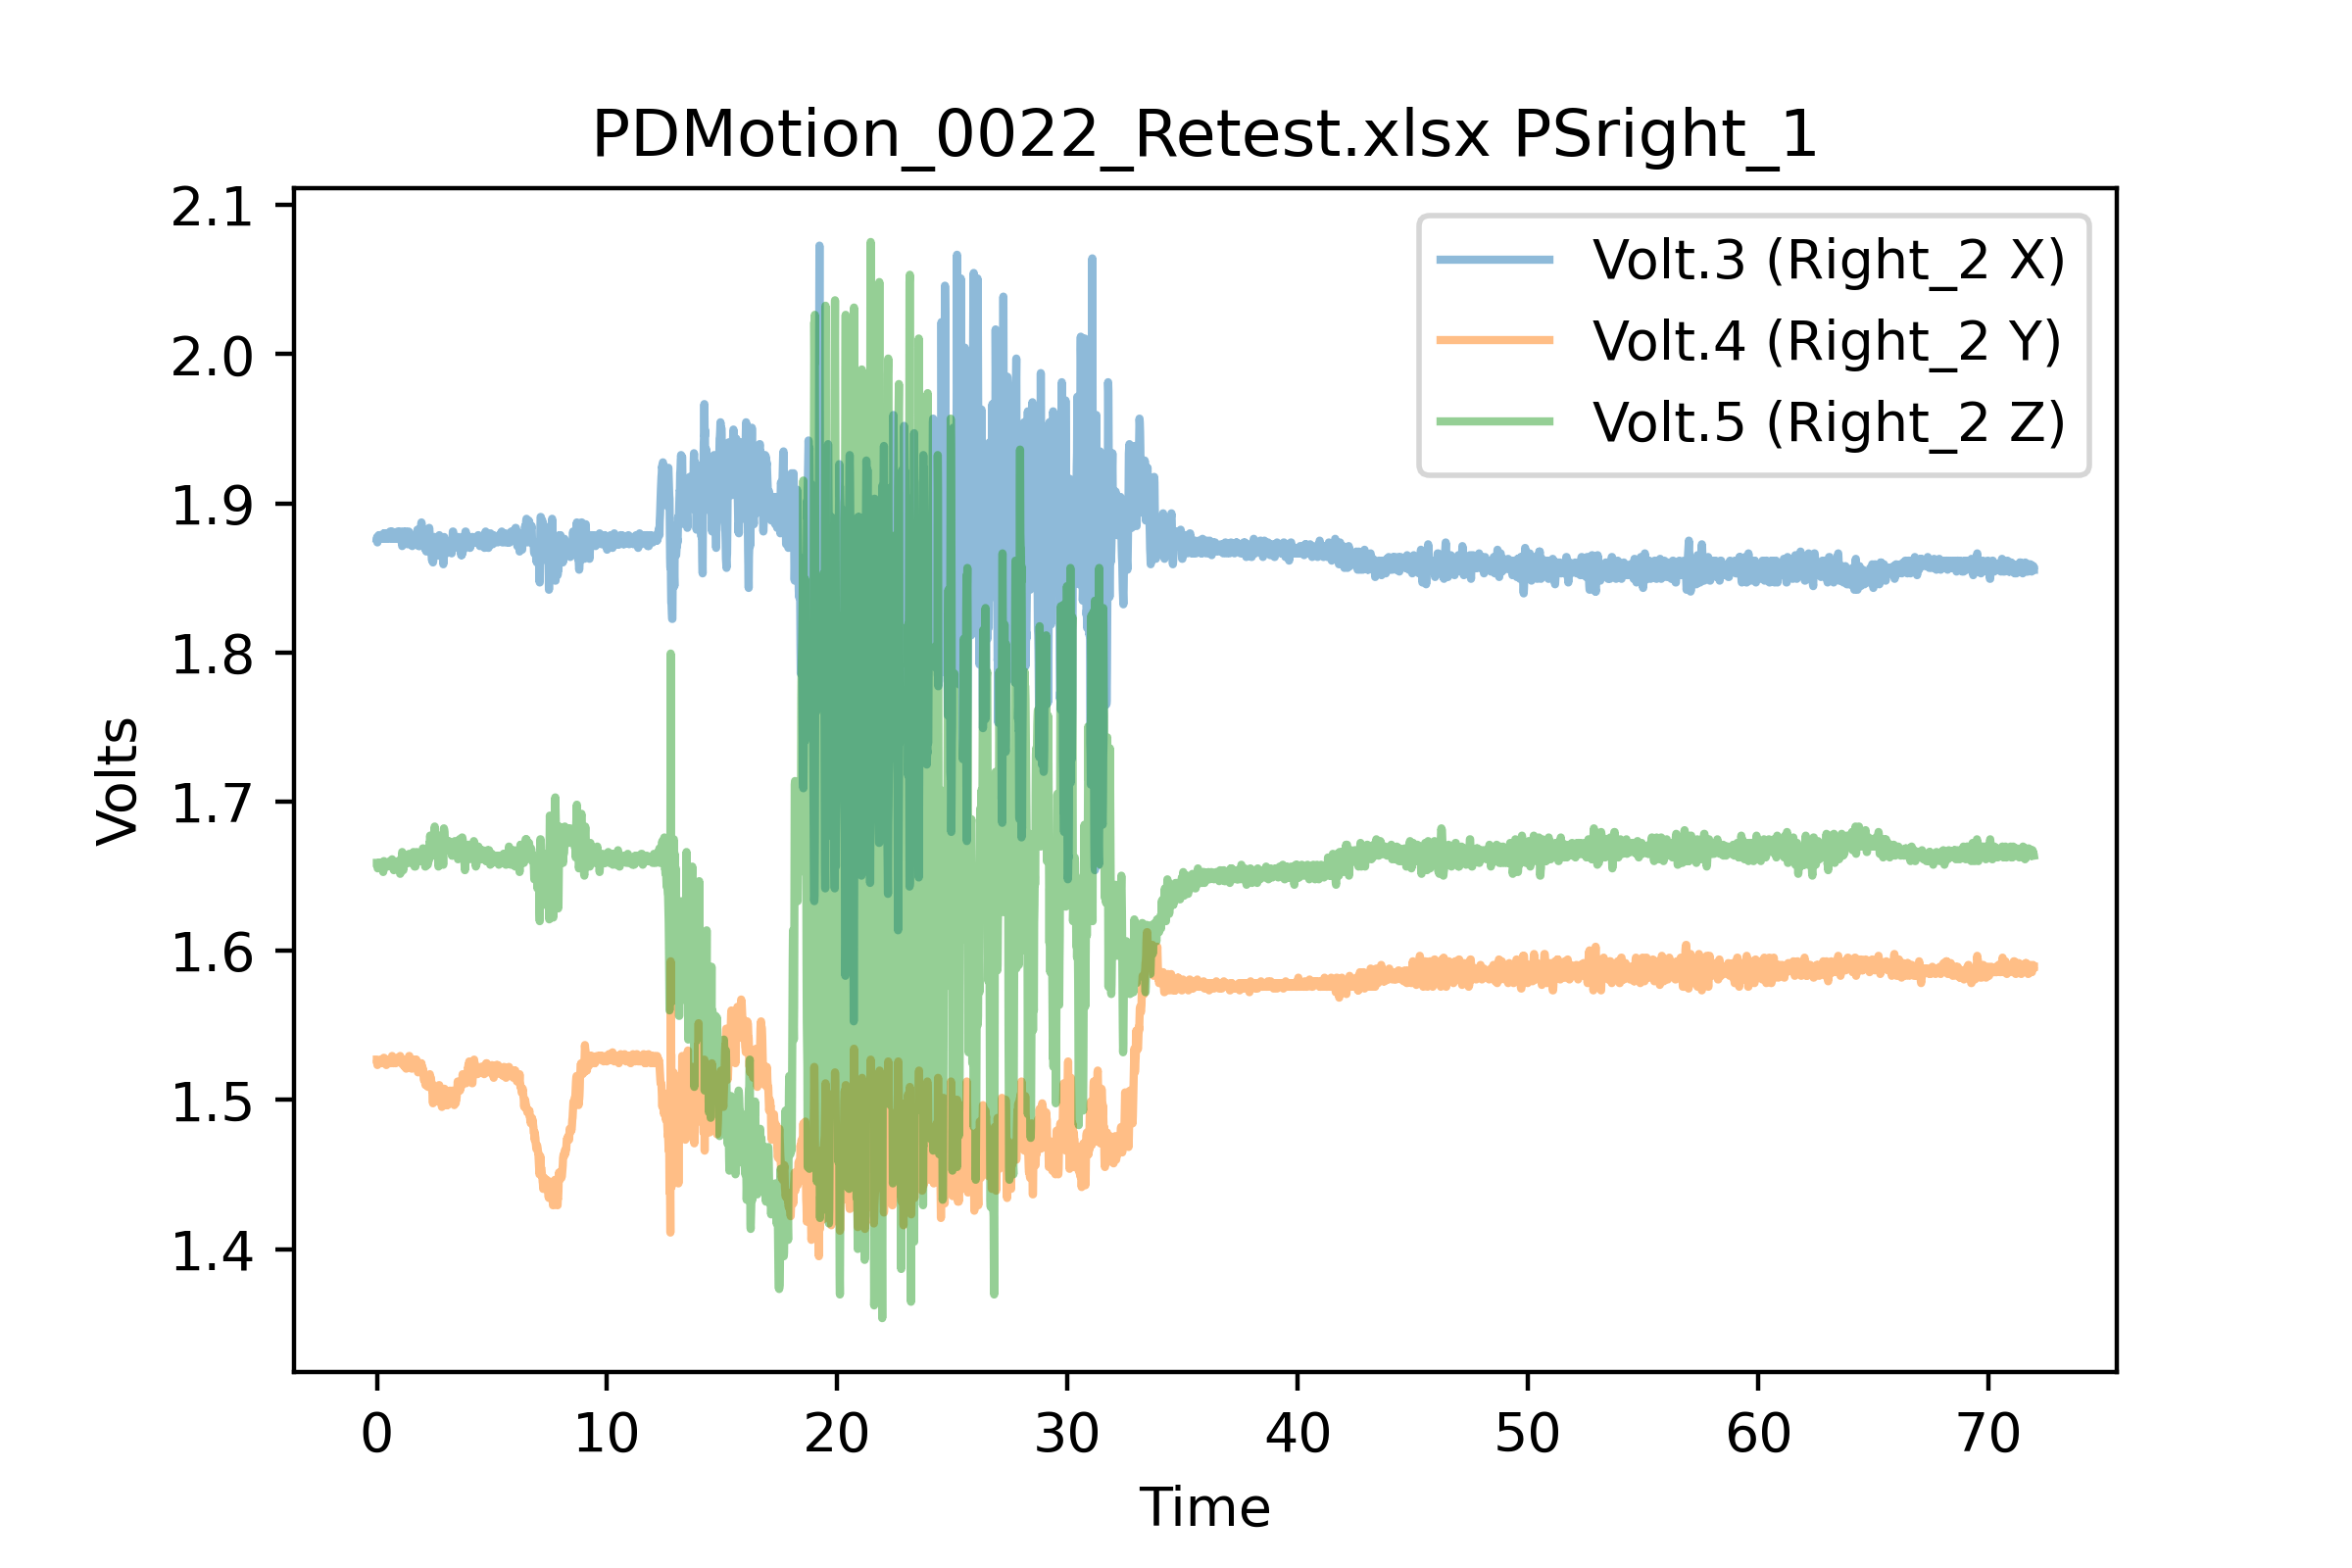 PDMotion_0022_Retest.xlsx PSright_1
2.1
2.0
1.9
1.8
1.7
1.6
1.5
1.4
Volts
Volt.3 (Right_2 X)
Volt.4 (Right_2 Y)
Volt.5 (Right_2 Z)
0 10 20 30 40 50 60 70
Time